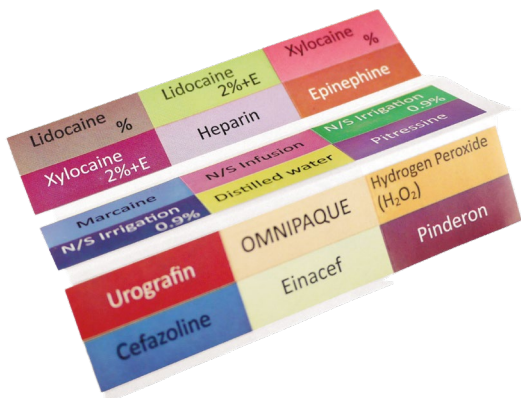 Lidocaine %
Lidocaine 2%+E
Xylocaine %
Xylocaine 2%+E
Heparin
Epinephine
Marcaine
N/S Infusion
N/S Irrigation 0.9%
N/S Irrigation 0.9%
Distilled water
Pitressine
Urografin
OMNIPAQUE
Hydrogen Peroxide
(H₂O₂)
Cefazoline
Einacef
Pinderon